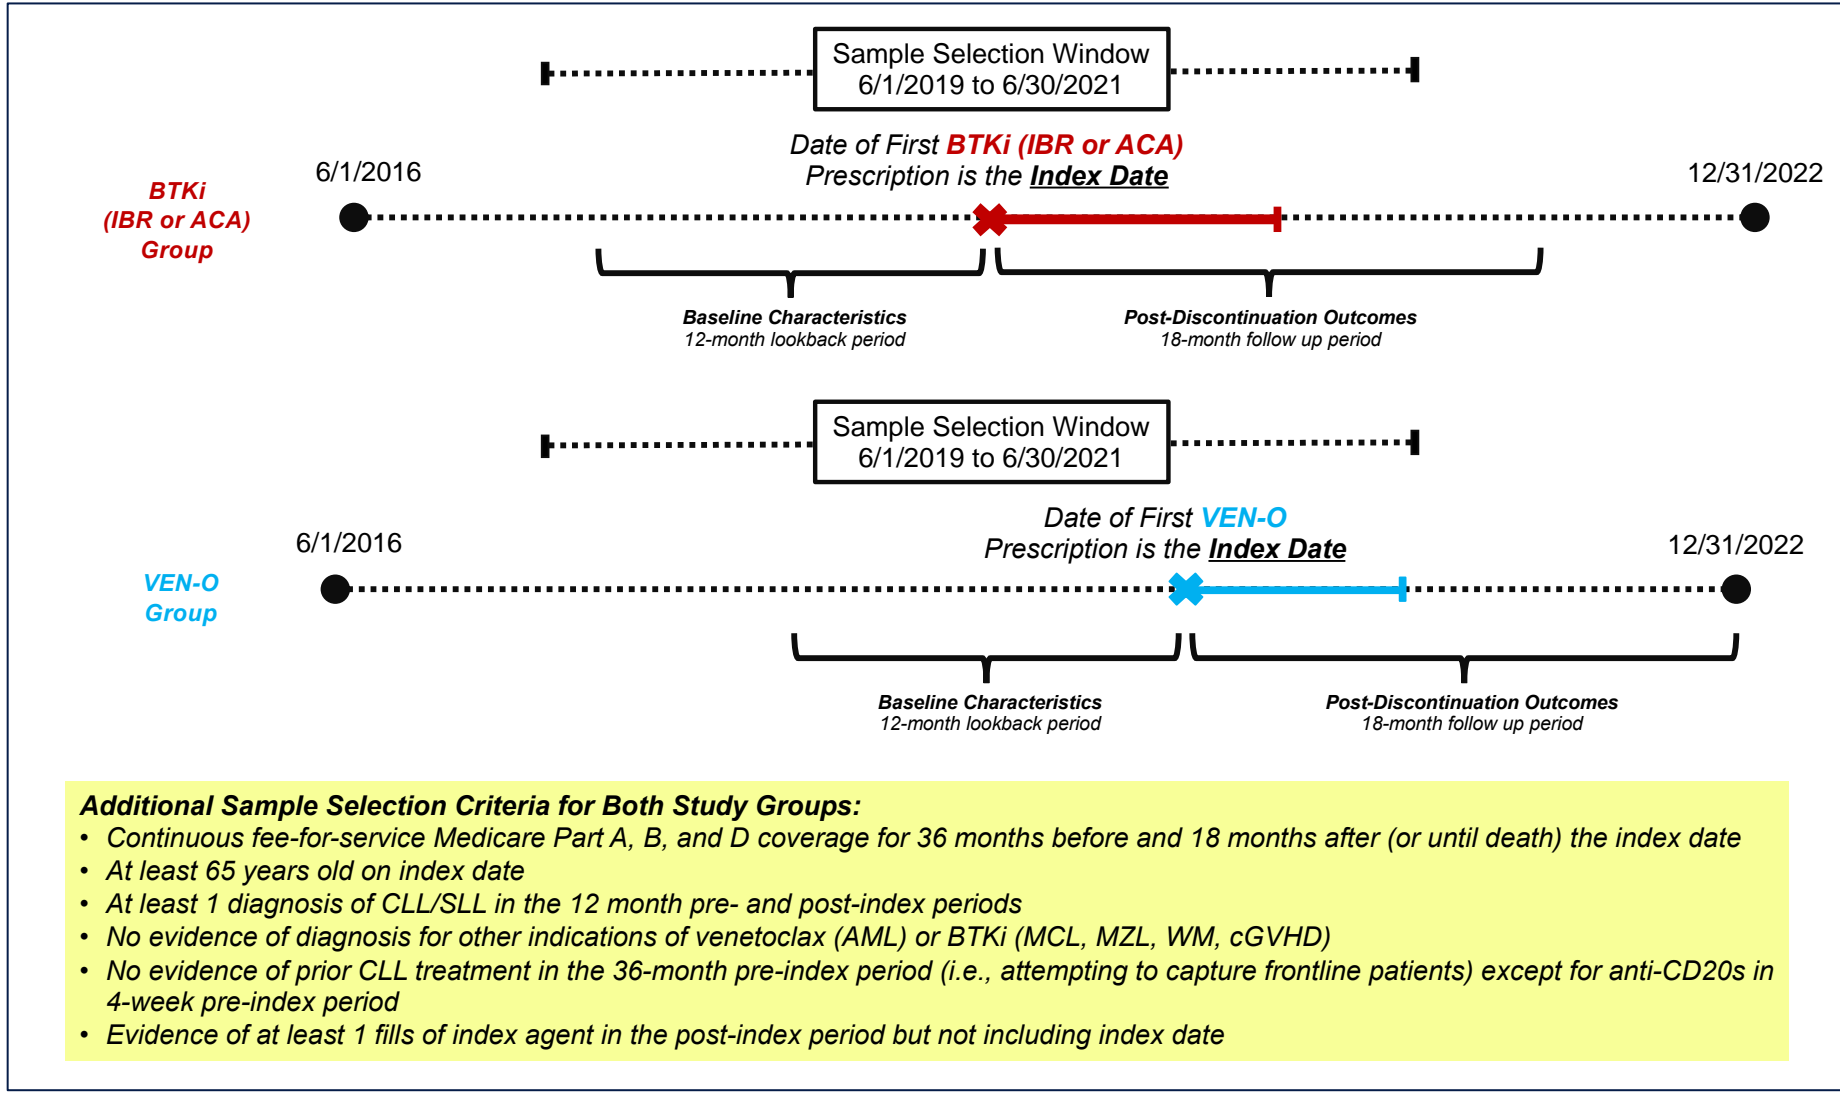 Sample Selection Window
6/1/2019 to 6/30/2021
Date of First BTKi (IBR or ACA)
Prescription is the Index Date
6/1/2016
12/31/2022
BTKi
(IBR or ACA)
Group
Baseline Characteristics
12-month lookback period
Post-Discontinuation Outcomes
18-month follow up period
Sample Selection Window
6/1/2019 to 6/30/2021
Date of First VEN-O
Prescription is the Index Date
6/1/2016
12/31/2022
VEN-O
Group
Baseline Characteristics
12-month lookback period
Post-Discontinuation Outcomes
18-month follow up period
Additional Sample Selection Criteria for Both Study Groups:
• Continuous fee-for-service Medicare Part A, B, and D coverage for 36 months before and 18 months after (or until death) the index date
• At least 65 years old on index date
• At least 1 diagnosis of CLL/SLL in the 12 month pre- and post-index periods
• No evidence of diagnosis for other indications of venetoclax (AML) or BTKi (MCL, MZL, WM, cGVHD)
• No evidence of prior CLL treatment in the 36-month pre-index period (i.e., attempting to capture frontline patients) except for anti-CD20s in
4-week pre-index period
• Evidence of at least 1 fills of index agent in the post-index period but not including index date